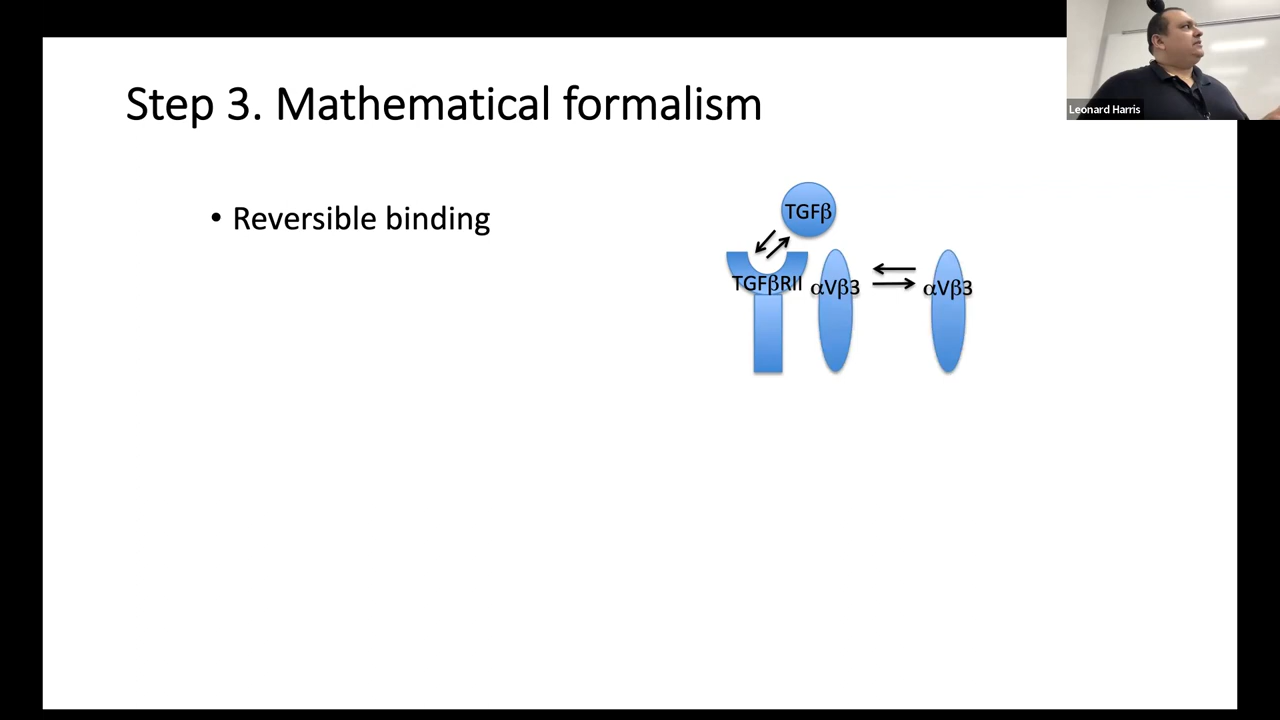 Step 3. Mathematical formalism
Leonard Harris
• Reversible binding
TGFβ
TGFβRII
αVβ3
αVβ3